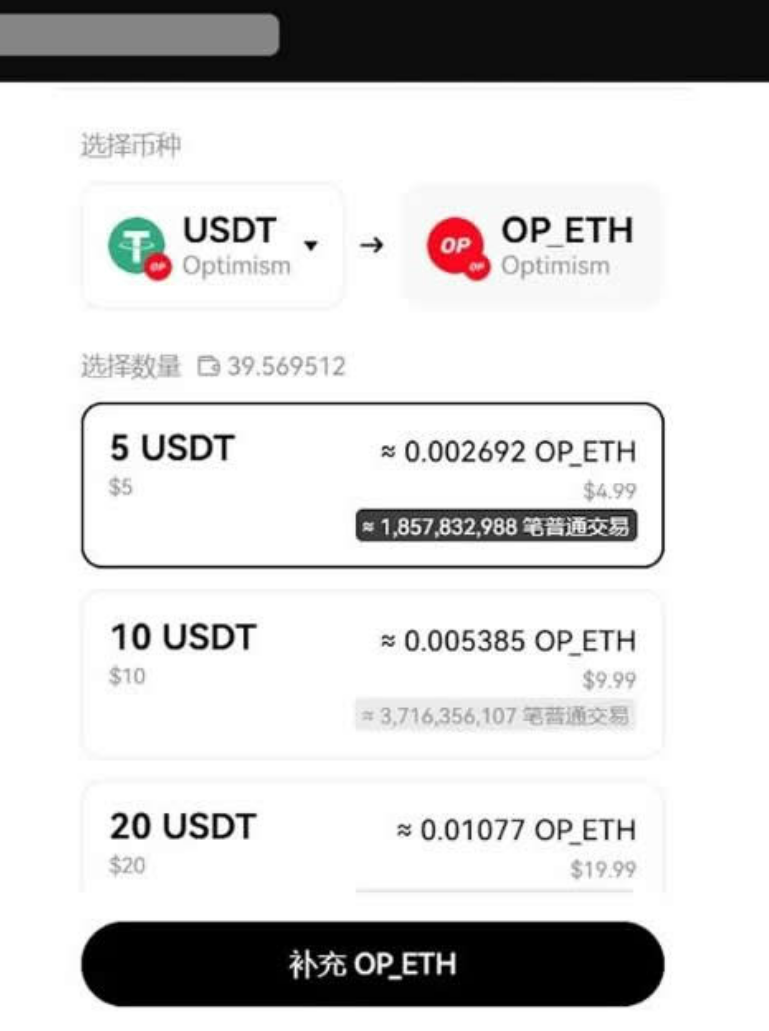 选择币种
USDT
Optimism
OP
→
OP_ETH
Optimism
OP
OP
选择数量 39.569512
5 USDT ≈ 0.002692 OP_ETH
$5 $4.99
≈ 1,857,832,988 笔普通交易
10 USDT ≈ 0.005385 OP_ETH
$10 $9.99
≈ 3,716,356,107 笔普通交易
20 USDT ≈ 0.01077 OP_ETH
$20 $19.99
补充 OP_ETH